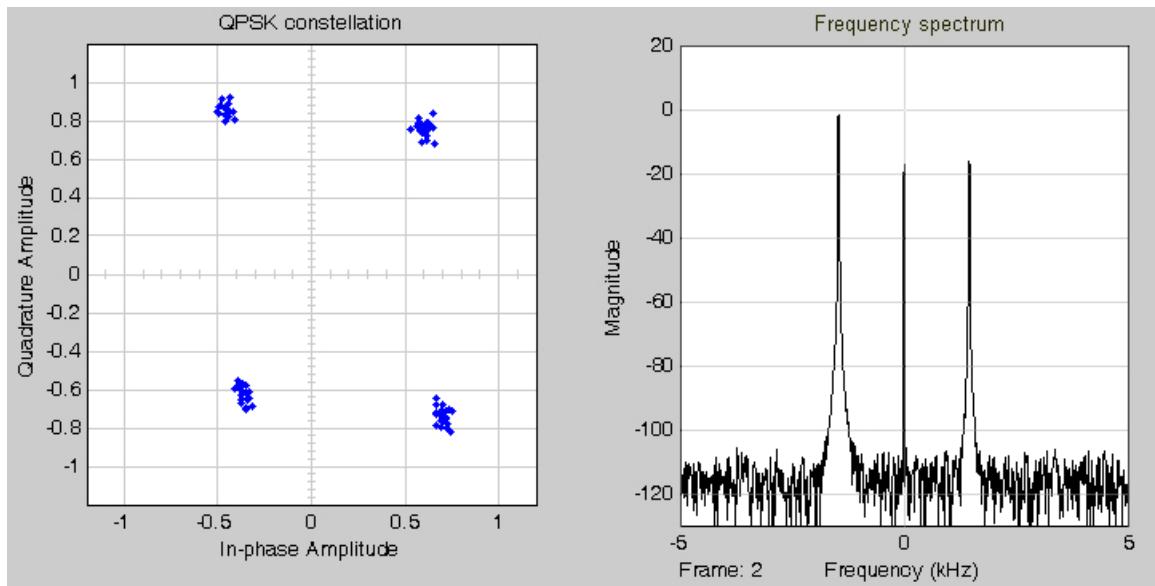 QPSK constellation
1
0.8
0.6
0.4
0.2
0
-0.2
-0.4
-0.6
-0.8
-1
Quadrature Amplitude
-1 -0.5 0 0.5 1
In-phase Amplitude
Frequency spectrum
20
0
-20
-40
-60
-80
-100
-120
Magnitude
-5 0 5
Frame: 2 Frequency (kHz)